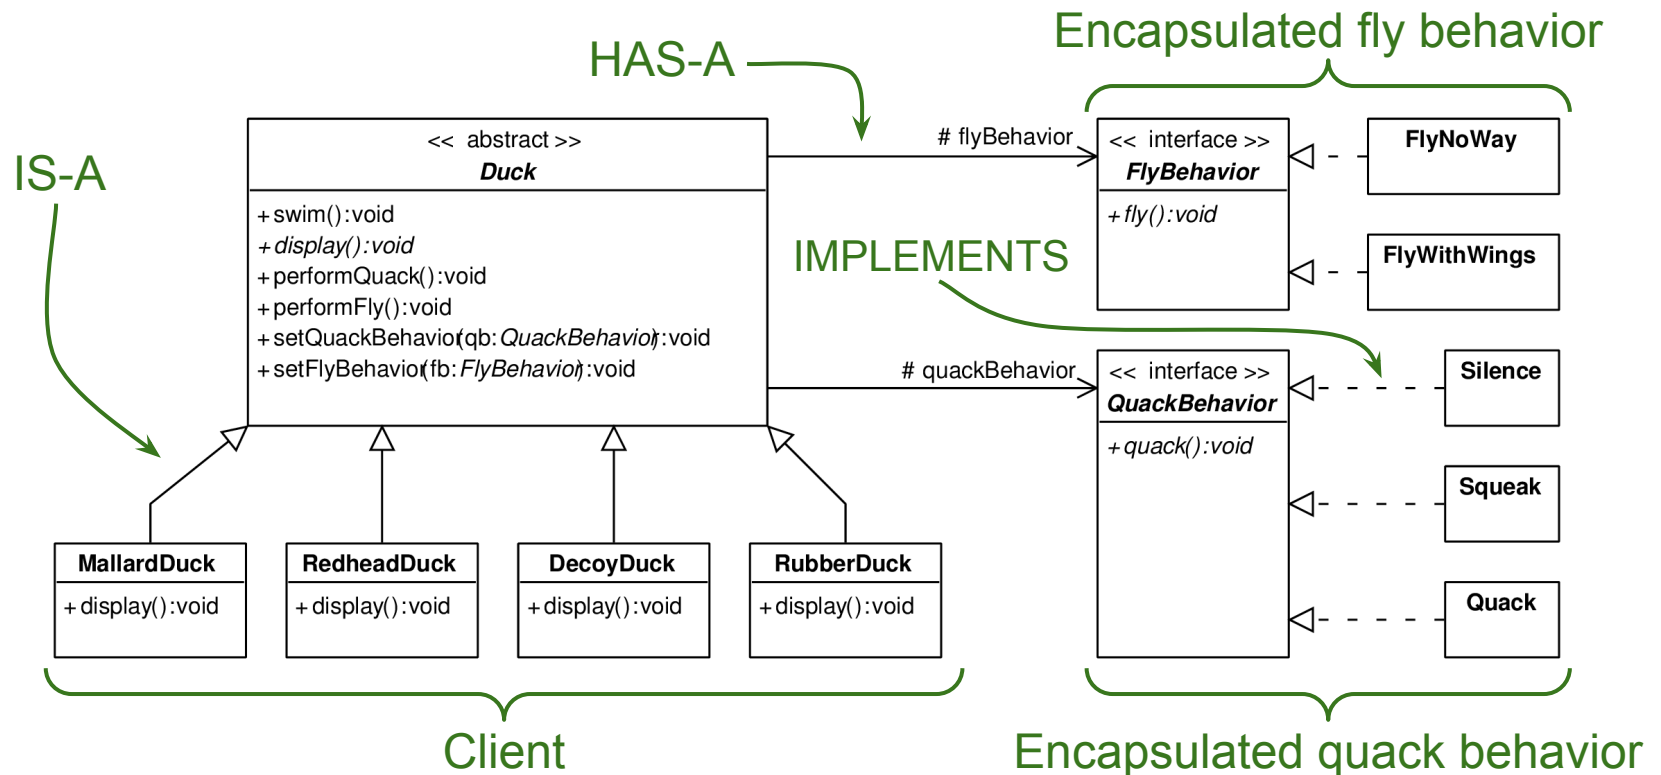 Encapsulated fly behavior
HAS-A
IS-A
<< abstract >>
Duck
+ swim():void
+ display():void
+ performQuack():void
+ performFly():void
+ setQuackBehavior(qb: QuackBehavior):void
+ setFlyBehavior(fb: FlyBehavior):void
# flyBehavior
<< interface >>
FlyBehavior
+ fly():void
FlyNoWay
FlyWithWings
IMPLEMENTS
# quackBehavior
<< interface >>
QuackBehavior
+ quack():void
Silence
Squeak
Quack
MallardDuck
+ display():void
RedheadDuck
+ display():void
DecoyDuck
+ display():void
RubberDuck
+ display():void
Client
Encapsulated quack behavior